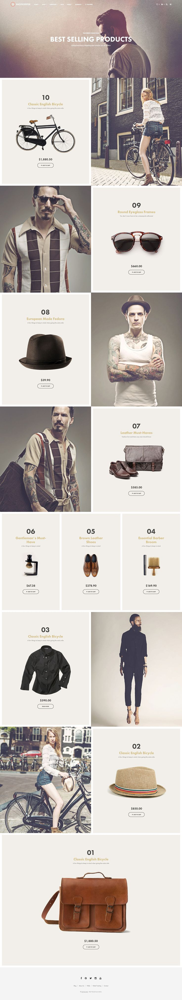 SHOPKEEPER
HOME SHOP PORTFOLIO BLOG PAGES ELEMENTS FEATURES
FEATURED COLLECTION
BEST SELLING PRODUCTS
Complimentary shipping and returns on all orders
10
Classic English Bicycle
A few things to keep in mind when going the extra mile
$1,880.50
+ ADD TO CART
09
Round Eyeglass Frames
You don't even have to be a steampunk enthusiast
$660.00
+ ADD TO CART
08
European Made Fedora
A few things to keep in mind when going the extra mile
$39.90
+ ADD TO CART
07
Leather Must-Haves
Fashion-forward items any man should have
$585.00
+ ADD TO CART
06
Gentleman's Must-
Have
A few things to keep in mind
$67.38
+ ADD TO CART
05
Brown Leather
Shoes
A few things to keep in mind
$278.90
+ ADD TO CART
04
Essential Barber
Broom
A few things to keep in mind
$169.90
+ ADD TO CART
03
Classic English Bicycle
A few things to keep in mind when going the extra mile
$390.00
READ MORE
02
Classic English Bicycle
A few things to keep in mind when going the extra mile
$850.00
+ ADD TO CART
01
Classic English Bicycle
A few things to keep in mind when going the extra mile
$1,880.50
+ ADD TO CART
Blog | About Us | FAQs | Order Tracking | Contact